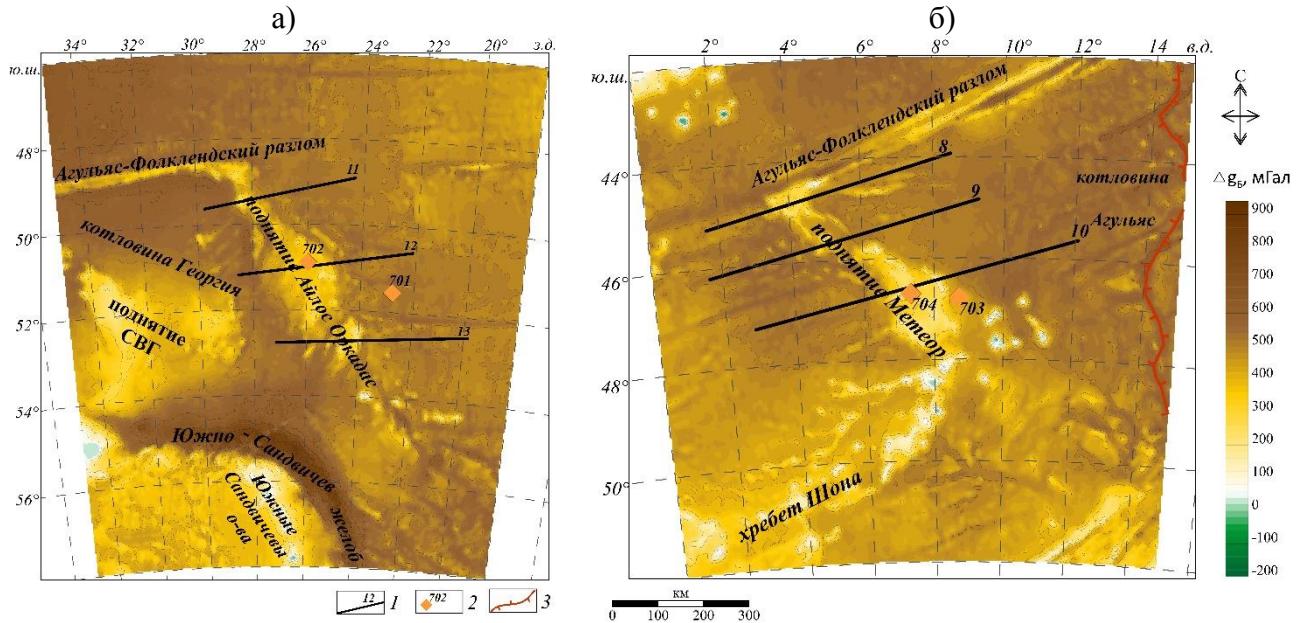 а)
34° 32° 30° 28° 26° 24° 22° 20° з.д.
ю.ш.
48°
50°
52°
54°
56°
Агульяс-Фолклендский разлом
11
поднятие Айлос Оркадас
котловина Георгия
702
12
701
поднятие
СВГ
13
Южно - Сандвичев желоб
Южные
Сандвичевы
о-ва
12 1
702 2
3
б)
2° 4° 6° 8° 10° 12° 14 в.д.
ю.ш.
44°
46°
48°
50°
Агульяс-Фолклендский разлом
8
котловина
9
Агульяс
10
поднятие Метеор
704
703
хребет Шона
км
0 100 200 300
С
△gБ, мГал
900
800
700
600
500
400
300
200
100
0
-100
-200